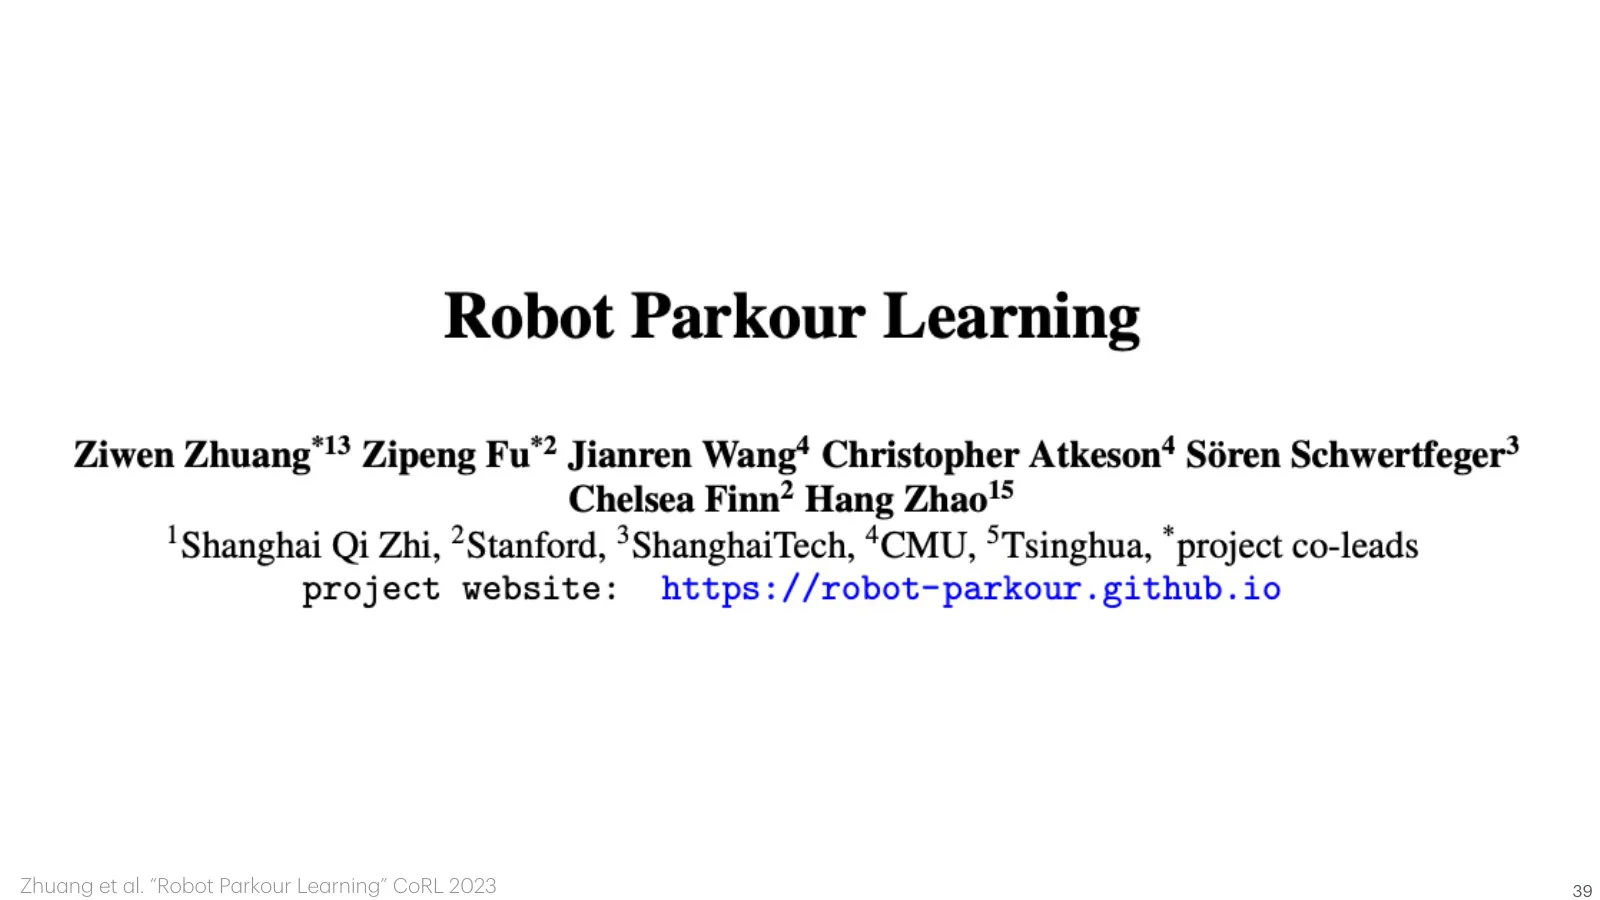 Robot Parkour Learning
Ziwen Zhuang*13 Zipeng Fu*2 Jianren Wang4 Christopher Atkeson4 Sören Schwertfeger3
Chelsea Finn2 Hang Zhao15
1Shanghai Qi Zhi, 2Stanford, 3ShanghaiTech, 4CMU, 5Tsinghua, *project co-leads
project website: https://robot-parkour.github.io
Zhuang et al. “Robot Parkour Learning” CoRL 2023
39